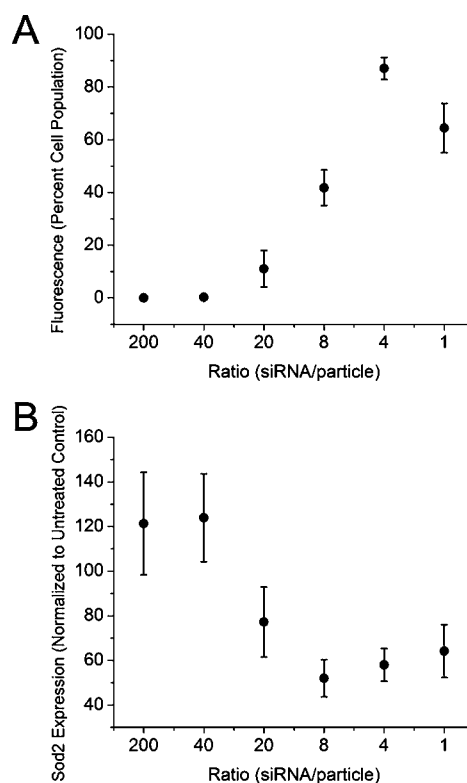 A
Fluorescence (Percent Cell Population)
100
80
60
40
20
0
200 40 20 8 4 1
Ratio (siRNA/particle)
B
Sod2 Expression (Normalized to Untreated Control)
160
140
120
100
80
60
40
200 40 20 8 4 1
Ratio (siRNA/particle)